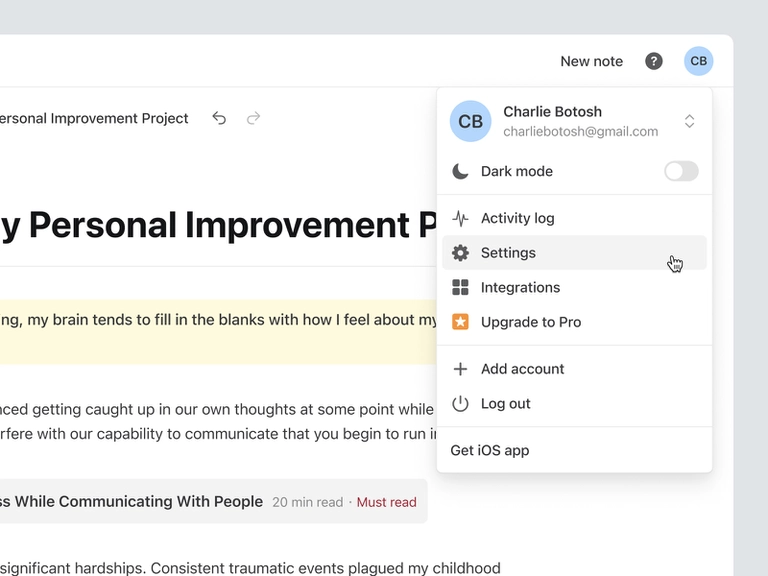 New note
?
CB
ersonal Improvement Project
CB
Charlie Botosh
charliebotosh@gmail.com
Dark mode
y Personal Improvement P
Activity log
Settings
Integrations
Upgrade to Pro
ng, my brain tends to fill in the blanks with how I feel about my
Add account
Log out
nced getting caught up in our own thoughts at some point while
rfere with our capability to communicate that you begin to run i
Get iOS app
ss While Communicating With People 20 min read · Must read
significant hardships. Consistent traumatic events plagued my childhood